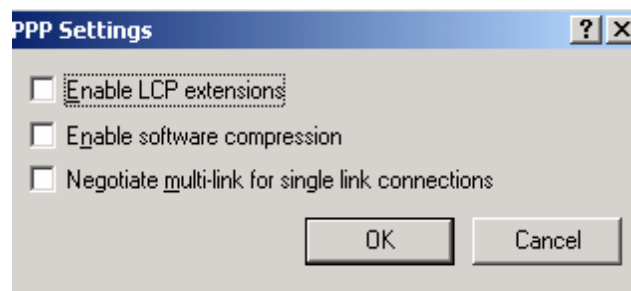 PPP Settings
Enable LCP extensions
Enable software compression
Negotiate multi-link for single link connections
OK Cancel